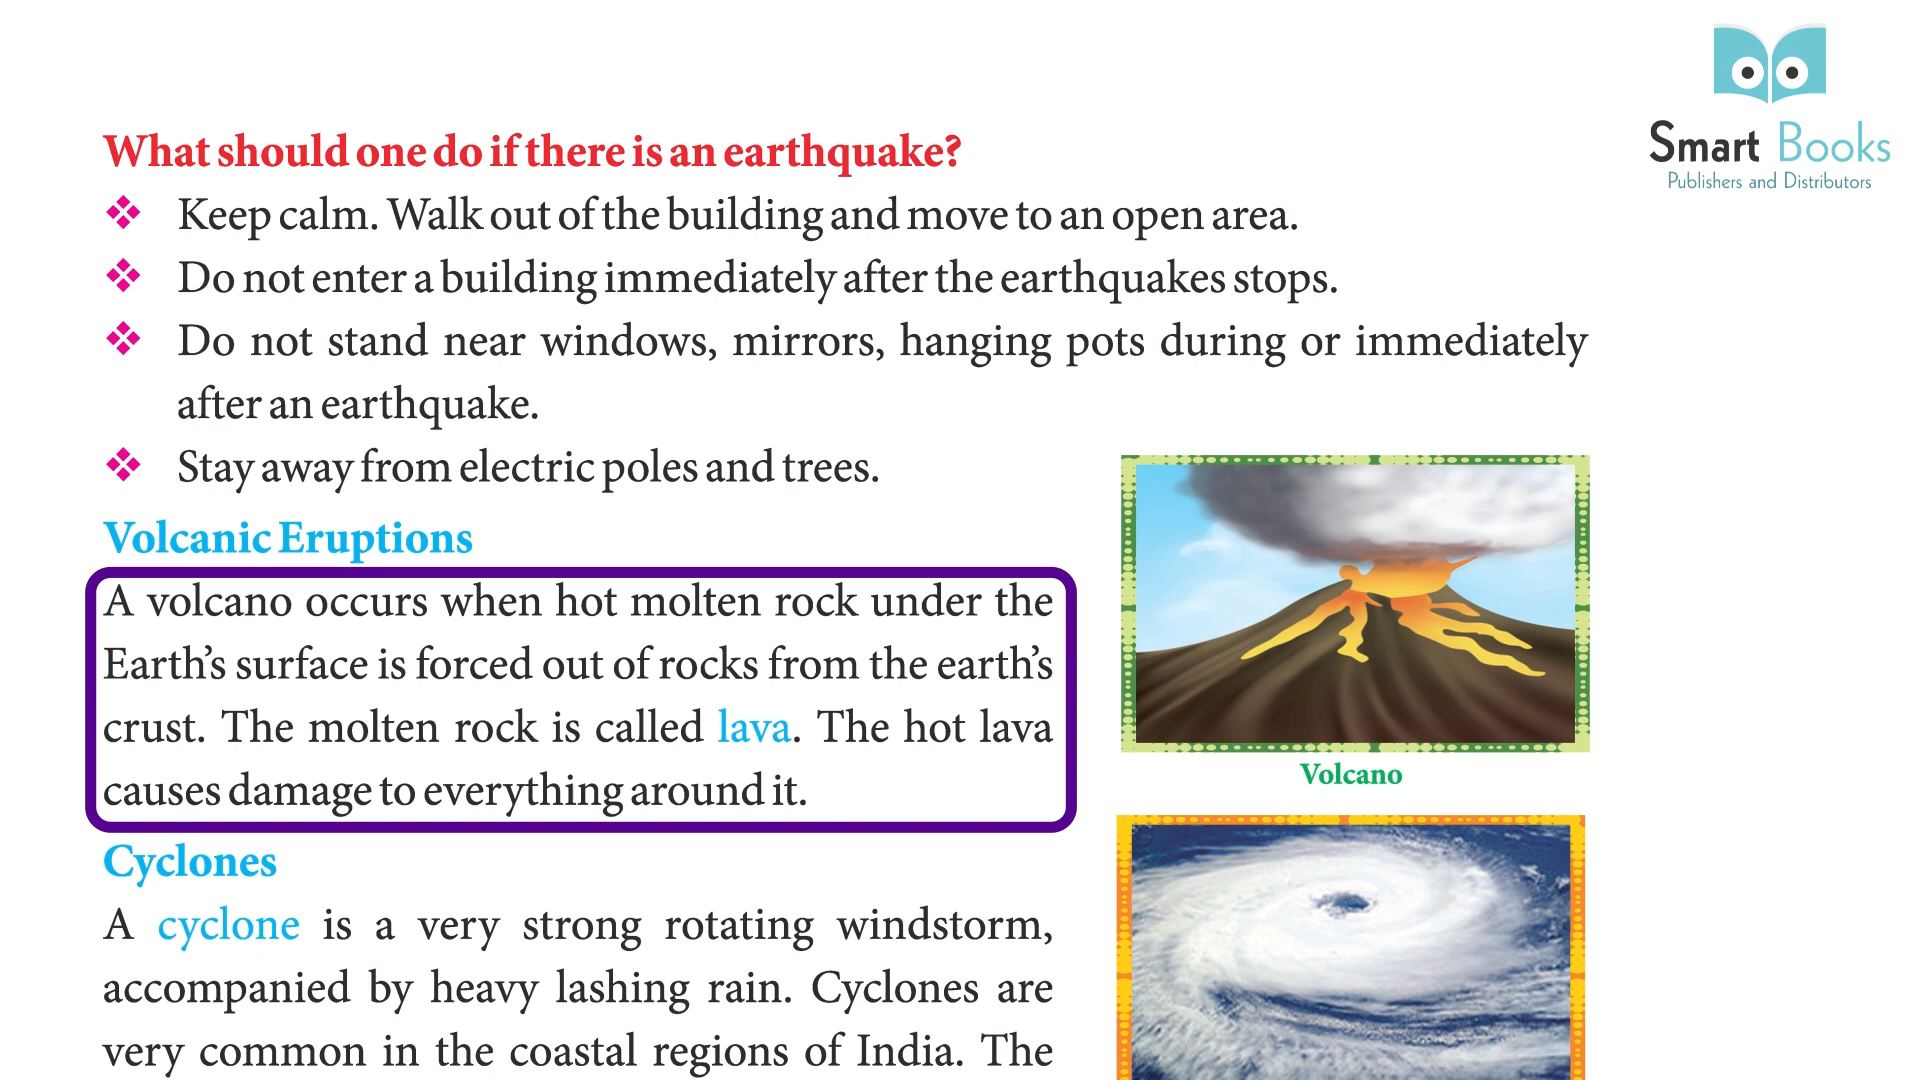 Smart Books
Publishers and Distributors
What should one do if there is an earthquake?
❖ Keep calm. Walk out of the building and move to an open area.
❖ Do not enter a building immediately after the earthquakes stops.
❖ Do not stand near windows, mirrors, hanging pots during or immediately
after an earthquake.
❖ Stay away from electric poles and trees.
Volcanic Eruptions
A volcano occurs when hot molten rock under the
Earth’s surface is forced out of rocks from the earth’s
crust. The molten rock is called lava. The hot lava
causes damage to everything around it.
Volcano
Cyclones
A cyclone is a very strong rotating windstorm,
accompanied by heavy lashing rain. Cyclones are
very common in the coastal regions of India. The